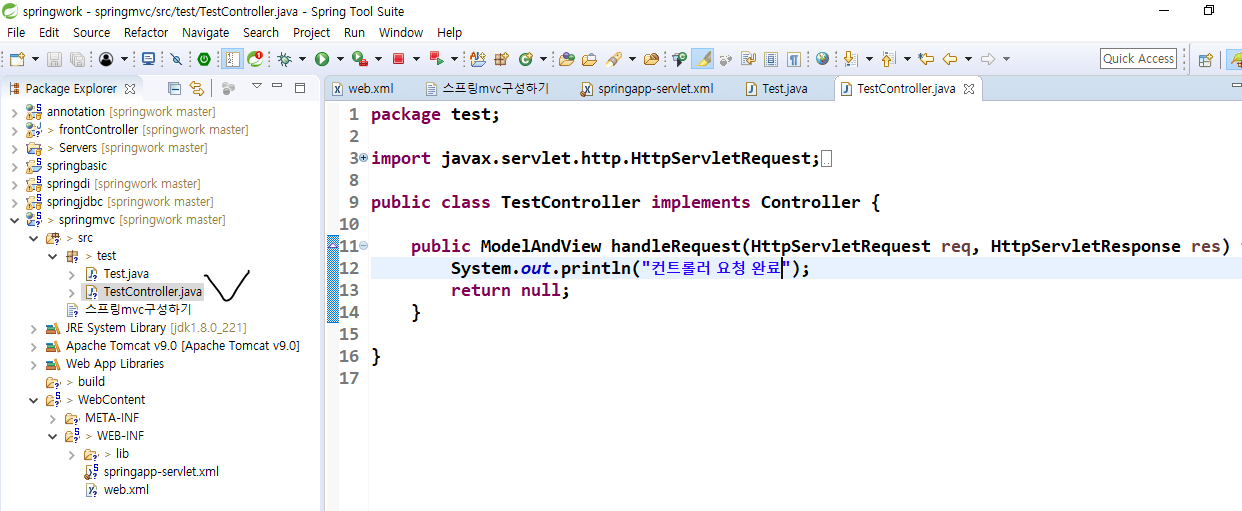 springwork - springmvc/src/test/TestController.java - Spring Tool Suite
File Edit Source Refactor Navigate Search Project Run Window Help
Quick Access
Package Explorer
annotation [springwork master]
> frontController [springwork master]
> Servers [springwork master]
springbasic
springdi [springwork master]
springjdbc [springwork master]
> springmvc [springwork master]
> src
> test
Test.java
TestController.java
스프링mvc구성하기
JRE System Library [jdk1.8.0_221]
Apache Tomcat v9.0 [Apache Tomcat v9.0]
Web App Libraries
> build
> WebContent
META-INF
> WEB-INF
> lib
springapp-servlet.xml
web.xml
web.xml 스프링mvc구성하기 springapp-servlet.xml Test.java TestController.java
1 package test;
2
3 import javax.servlet.http.HttpServletRequest;
8
9 public class TestController implements Controller {
10
11 public ModelAndView handleRequest(HttpServletRequest req, HttpServletResponse res)
12 System.out.println("컨트롤러 요청 완료");
13 return null;
14 }
15
16 }
17